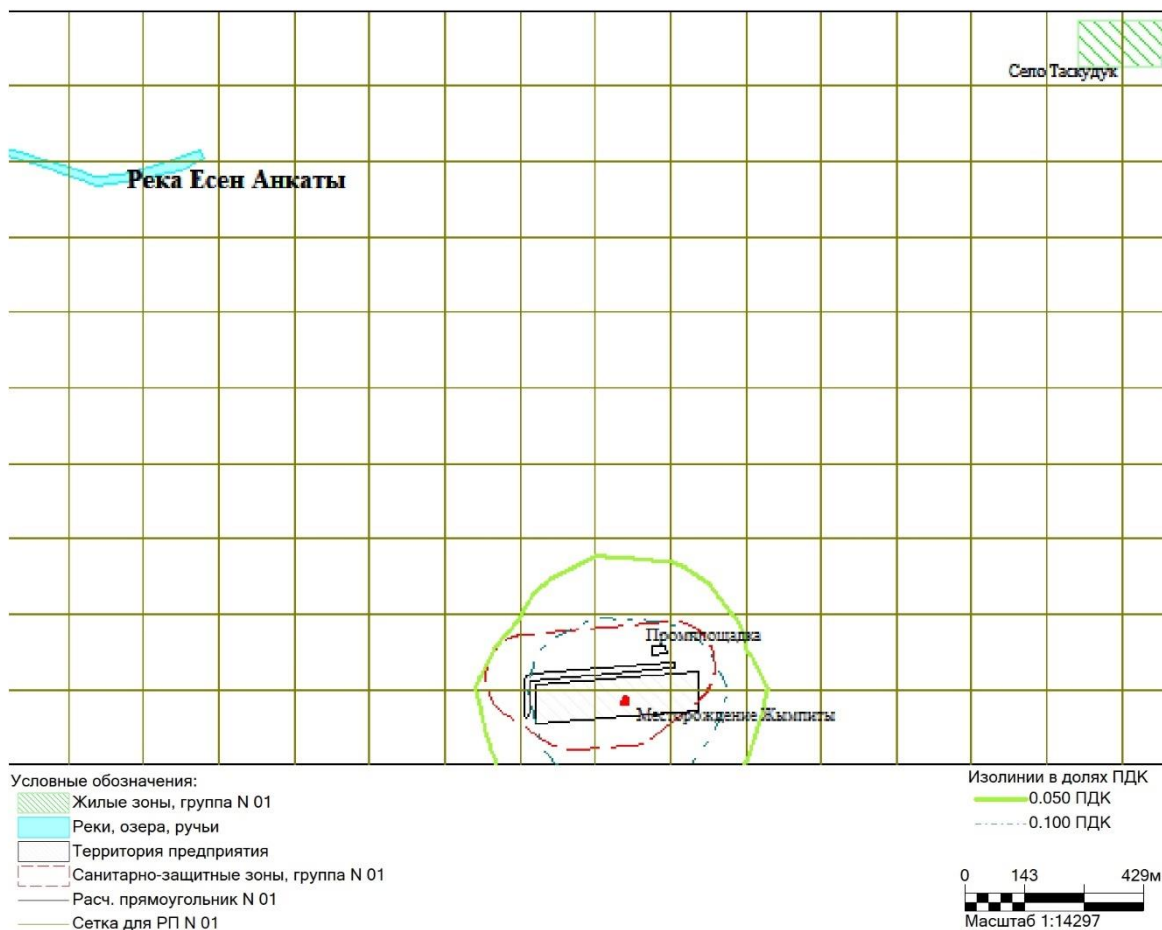 Село Таскудук
Река Есен Анкаты
Промплощадка
Месторождение Жымпиты
Условные обозначения:
Жилые зоны, группа N 01
Реки, озера, ручьи
Территория предприятия
Санитарно-защитные зоны, группа N 01
Расч. прямоугольник N 01
Сетка для РП N 01
Изолинии в долях ПДК
0.050 ПДК
0.100 ПДК
0 143 429м
Масштаб 1:14297